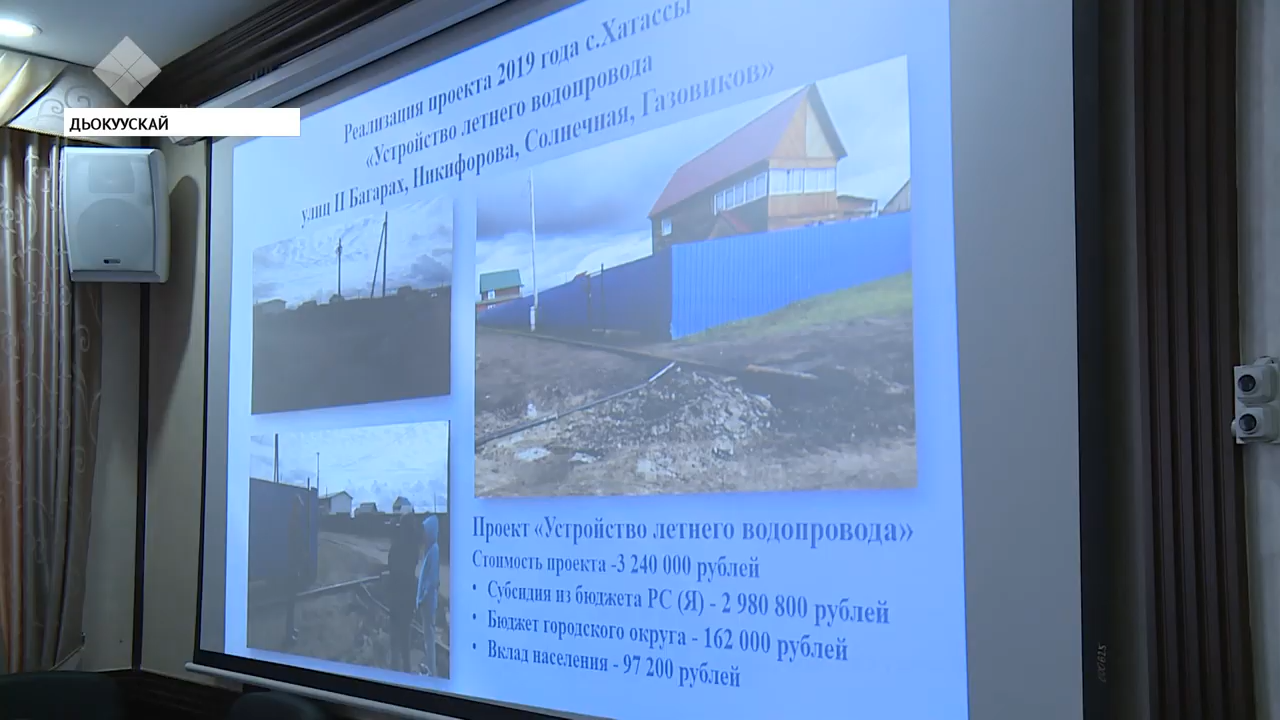 ДЬОКУУСКАЙ
Реализация проекта 2019 года с.Хатассы
«Устройство летнего водопровода
улиц II Багарах, Никифорова, Солнечная, Газовиков»
Проект «Устройство летнего водопровода»
Стоимость проекта -3 240 000 рублей
• Субсидия из бюджета РС (Я) - 2 980 800 рублей
• Бюджет городского округа - 162 000 рублей
• Вклад населения - 97 200 рублей